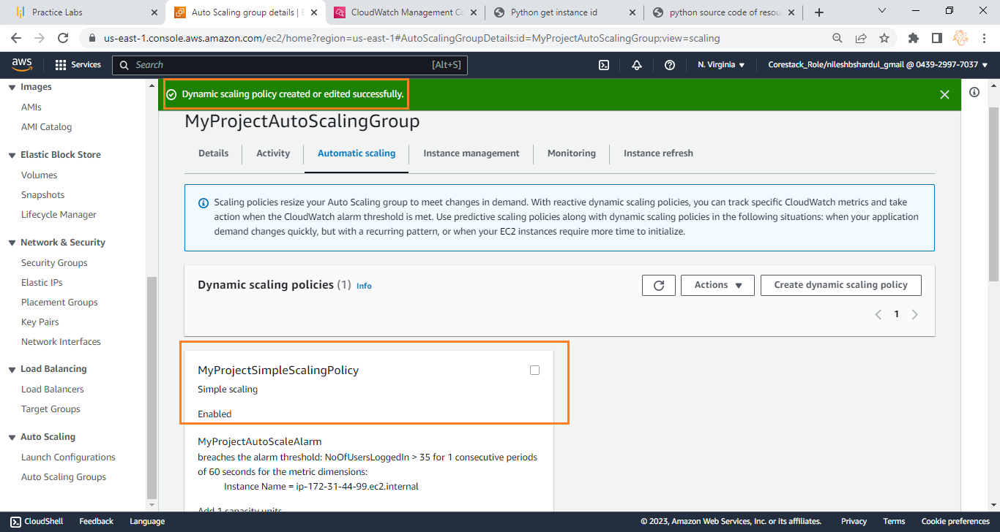 Practice Labs
Auto Scaling group details | E
CloudWatch Management Co
Python get instance id
python source code of resou
us-east-1.console.aws.amazon.com/ec2/home?region=us-east-1#AutoScalingGroupDetails:id=MyProjectAutoScalingGroup;view=scaling
aws
Services
Search
[Alt+S]
N. Virginia
Corestack_Role/nileshbshardul_gmail @ 0439-2997-7037
Images
AMIs
AMI Catalog
Elastic Block Store
Volumes
Snapshots
Lifecycle Manager
Network & Security
Security Groups
Elastic IPs
Placement Groups
Key Pairs
Network Interfaces
Load Balancing
Load Balancers
Target Groups
Auto Scaling
Launch Configurations
Auto Scaling Groups
Dynamic scaling policy created or edited successfully.
MyProjectAutoScalingGroup
Details
Activity
Automatic scaling
Instance management
Monitoring
Instance refresh
Scaling policies resize your Auto Scaling group to meet changes in demand. With reactive dynamic scaling policies, you can track specific CloudWatch metrics and take
action when the CloudWatch alarm threshold is met. Use predictive scaling policies along with dynamic scaling policies in the following situations: when your application
demand changes quickly, but with a recurring pattern, or when your EC2 instances require more time to initialize.
Dynamic scaling policies (1) Info
Actions
Create dynamic scaling policy
1
MyProjectSimpleScalingPolicy
Simple scaling
Enabled
MyProjectAutoScaleAlarm
breaches the alarm threshold: NoOfUsersLoggedIn > 35 for 1 consecutive periods
of 60 seconds for the metric dimensions:
Instance Name = ip-172-31-44-99.ec2.internal
Add 1 capacity units
CloudShell
Feedback
Language
© 2023, Amazon Web Services, Inc. or its affiliates.
Privacy
Terms
Cookie preferences